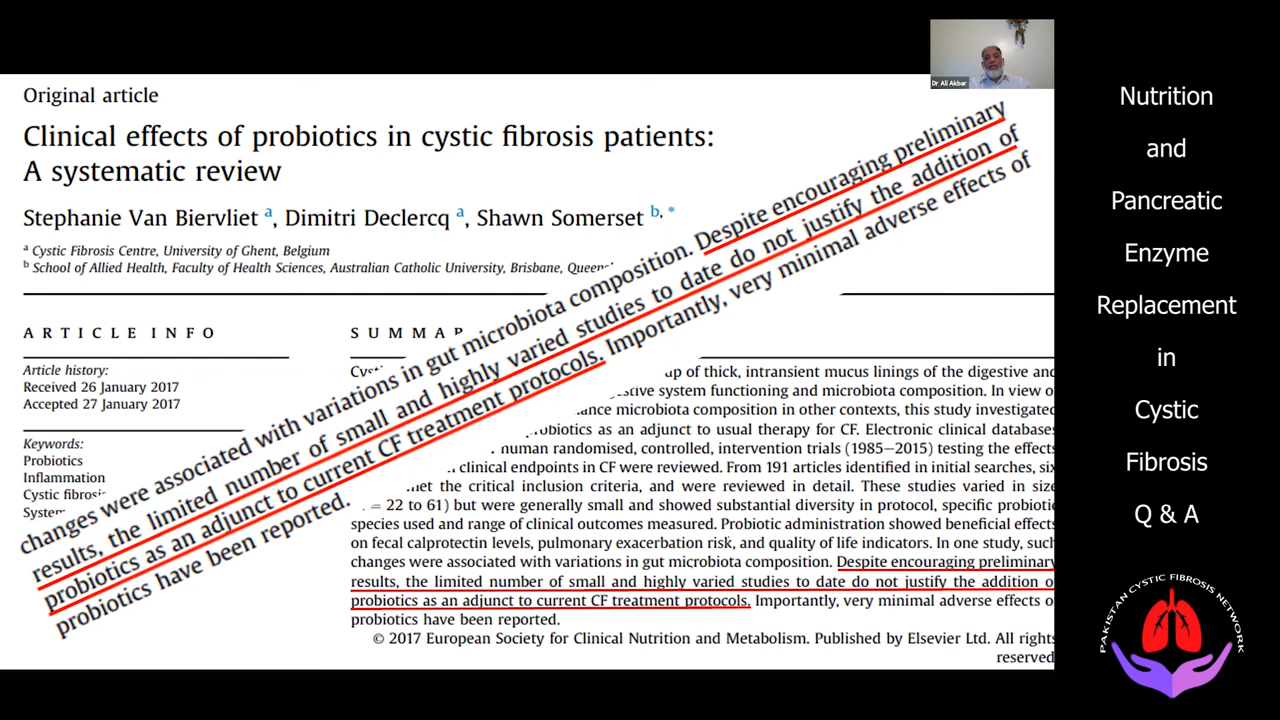 Dr Ali Akbar
Original article
Clinical effects of probiotics in cystic fibrosis patients:
A systematic review
Stephanie Van Biervliet a, Dimitri Declercq a, Shawn Somerset b, *
a Cystic Fibrosis Centre, University of Ghent, Belgium
b School of Allied Health, Faculty of Health Sciences, Australian Catholic University, Brisbane, Queen
changes were associated with variations in gut microbiota composition. Despite encouraging preliminary
results, the limited number of small and highly varied studies to date do not justify the addition of
probiotics as an adjunct to current CF treatment protocols. Importantly, very minimal adverse effects of
probiotics have been reported.
ARTICLE INFO
Article history:
Received 26 January 2017
Accepted 27 January 2017
Keywords:
Probiotics
Inflammation
Cystic fibrosis
System
SUMMAR
Cyst
up of thick, intransient mucus linings of the digestive and
estive system functioning and microbiota composition. In view of
ance microbiota composition in other contexts, this study investigated
robiotics as an adjunct to usual therapy for CF. Electronic clinical databases
human randomised, controlled, intervention trials (1985–2015) testing the effects
clinical endpoints in CF were reviewed. From 191 articles identified in initial searches, six
met the critical inclusion criteria, and were reviewed in detail. These studies varied in size
= 22 to 61) but were generally small and showed substantial diversity in protocol, specific probiotic
species used and range of clinical outcomes measured. Probiotic administration showed beneficial effects
on fecal calprotectin levels, pulmonary exacerbation risk, and quality of life indicators. In one study, such
changes were associated with variations in gut microbiota composition. Despite encouraging preliminary
results, the limited number of small and highly varied studies to date do not justify the addition o
probiotics as an adjunct to current CF treatment protocols. Importantly, very minimal adverse effects o
probiotics have been reported.
© 2017 European Society for Clinical Nutrition and Metabolism. Published by Elsevier Ltd. All rights
reserved
Nutrition
and
Pancreatic
Enzyme
Replacement
in
Cystic
Fibrosis
Q & A
PAKISTAN CYSTIC FIBROSIS NETWORK